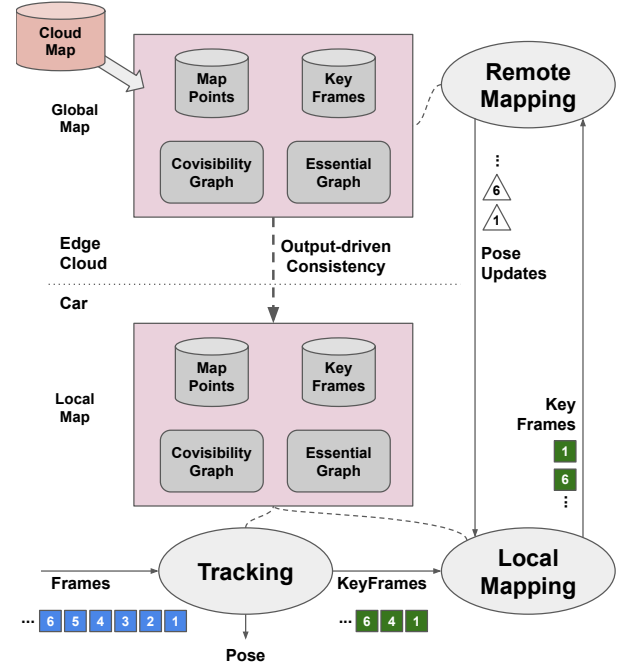 Cloud
Map
Global
Map
Map
Points
Key
Frames
Covisibility
Graph
Essential
Graph
Remote
Mapping
...
6
1
Pose
Updates
Edge
Cloud
Output-driven
Consistency
Car
Local
Map
Map
Points
Key
Frames
Covisibility
Graph
Essential
Graph
Key
Frames
1
6
...
Frames
... 6 5 4 3 2 1
Tracking
Pose
KeyFrames
... 6 4 1
Local
Mapping